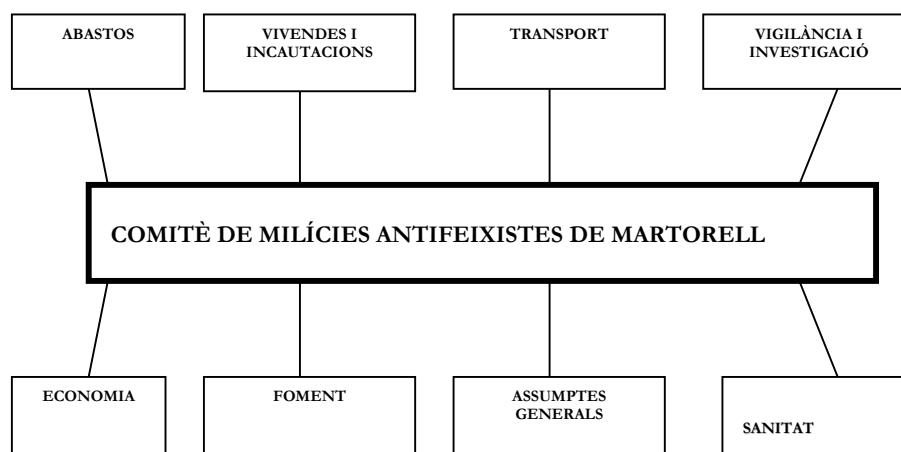 ABASTOS
VIVENDES I
INCAUTACIONS
TRANSPORT
VIGILÀNCIA I
INVESTIGACIÓ
COMITÈ DE MILÍCIES ANTIFEIXISTES DE MARTORELL
ECONOMIA
FOMENT
ASSUMPTES
GENERALS
SANITAT